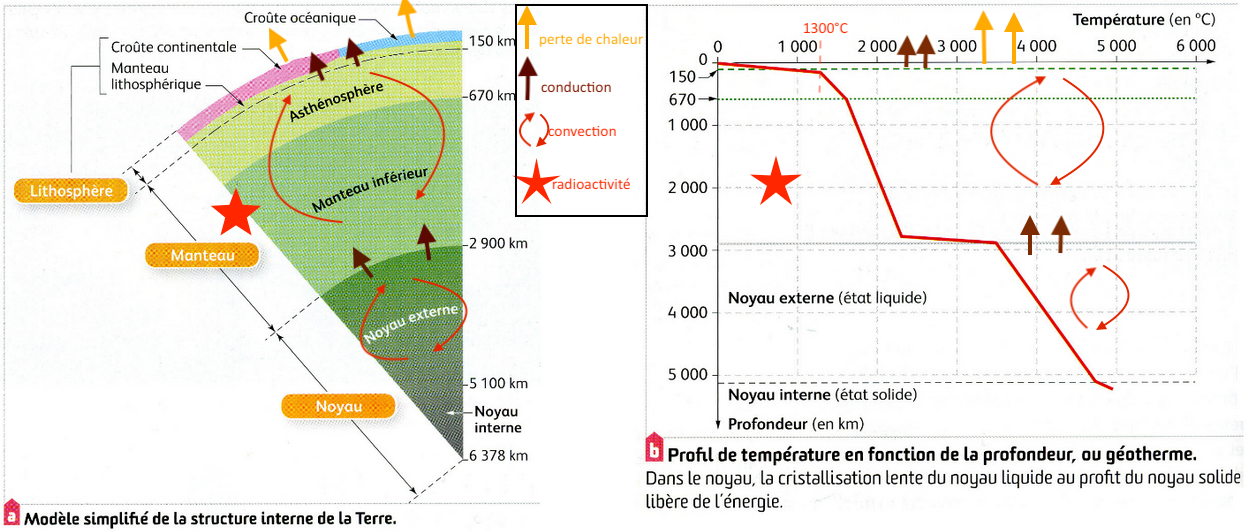 Croûte océanique
Croûte continentale
Manteau
lithosphérique
150 km
670 km
Asthénosphère
Manteau inférieur
Lithosphère
Manteau
2 900 km
Noyau externe
Noyau
5 100 km
Noyau
interne
6 378 km
a Modèle simplifié de la structure interne de la Terre.
perte de chaleur
conduction
convection
radioactivité
Température (en °C)
1300°C
0 1 000 2 000 3 000 4 000 5 000 6 000
0
150
670
1 000
2 000
3 000
4 000
5 000
Noyau externe (état liquide)
Noyau interne (état solide)
Profondeur (en km)
b Profil de température en fonction de la profondeur, ou géotherme.
Dans le noyau, la cristallisation lente du noyau liquide au profit du noyau solide
libère de l'énergie.